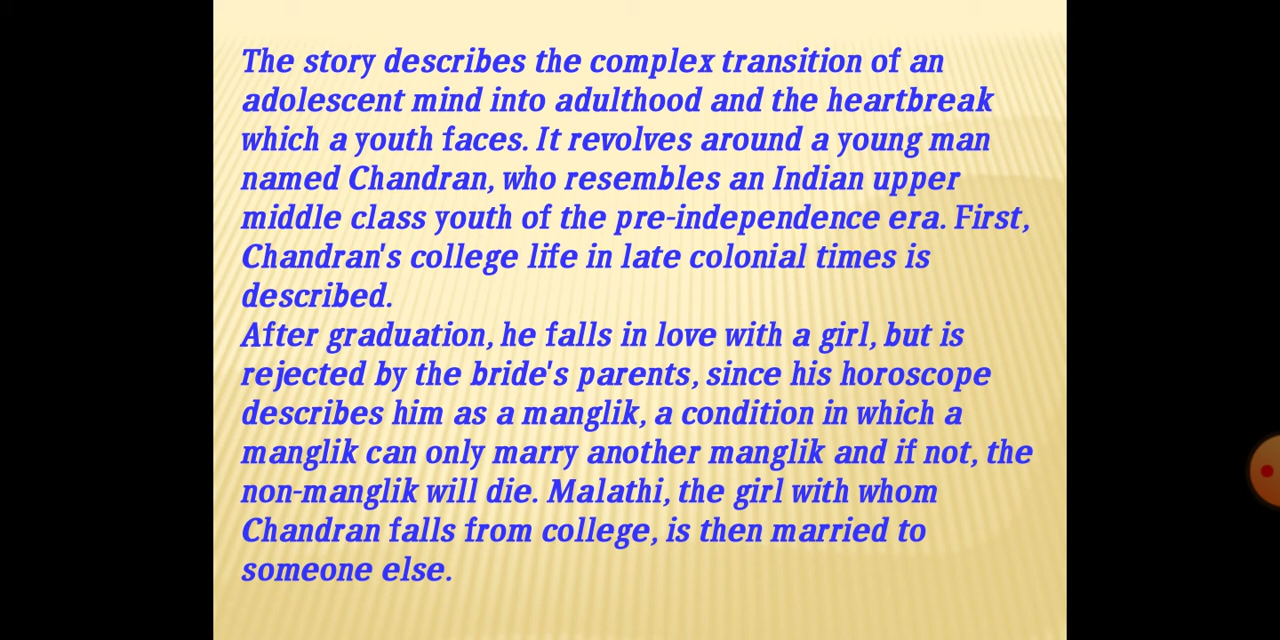 The story describes the complex transition of an
adolescent mind into adulthood and the heartbreak
which a youth faces. It revolves around a young man
named Chandran, who resembles an Indian upper
middle class youth of the pre-independence era. First,
Chandran's college life in late colonial times is
described.
After graduation, he falls in love with a girl, but is
rejected by the bride's parents, since his horoscope
describes him as a manglik, a condition in which a
manglik can only marry another manglik and if not, the
non-manglik will die. Malathi, the girl with whom
Chandran falls from college, is then married to
someone else.